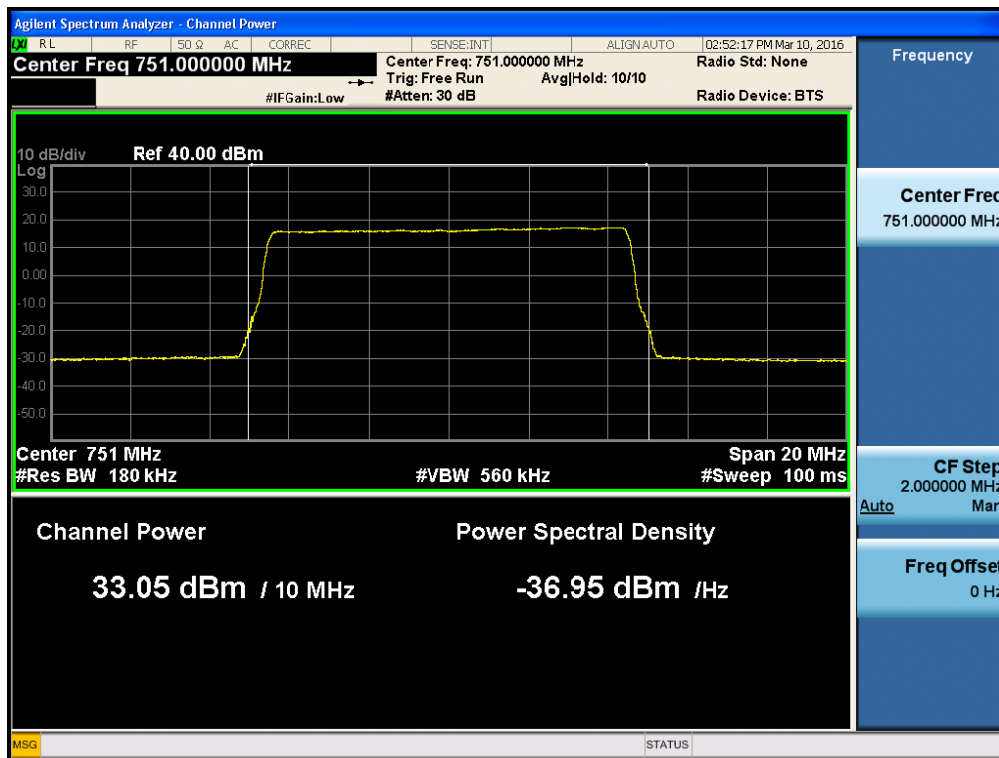 Agilent Spectrum Analyzer - Channel Power
LXI RL RF 50 Ω AC CORREC SENSE:INT ALIGN AUTO 02:52:17 PM Mar 10, 2016
Center Freq 751.000000 MHz
Center Freq: 751.000000 MHz
Radio Std: None
Trig: Free Run Avg|Hold: 10/10
#IFGain:Low
#Atten: 30 dB
Radio Device: BTS
10 dB/div Ref 40.00 dBm
Log
30.0
20.0
10.0
0.00
-10.0
-20.0
-30.0
-40.0
-50.0
Center 751 MHz Span 20 MHz
#Res BW 180 kHz #VBW 560 kHz #Sweep 100 ms
Channel Power Power Spectral Density
33.05 dBm / 10 MHz -36.95 dBm /Hz
MSG STATUS
Frequency
Center Freq
751.000000 MHz
CF Step
2.000000 MHz
Auto Man
Freq Offset
0 Hz